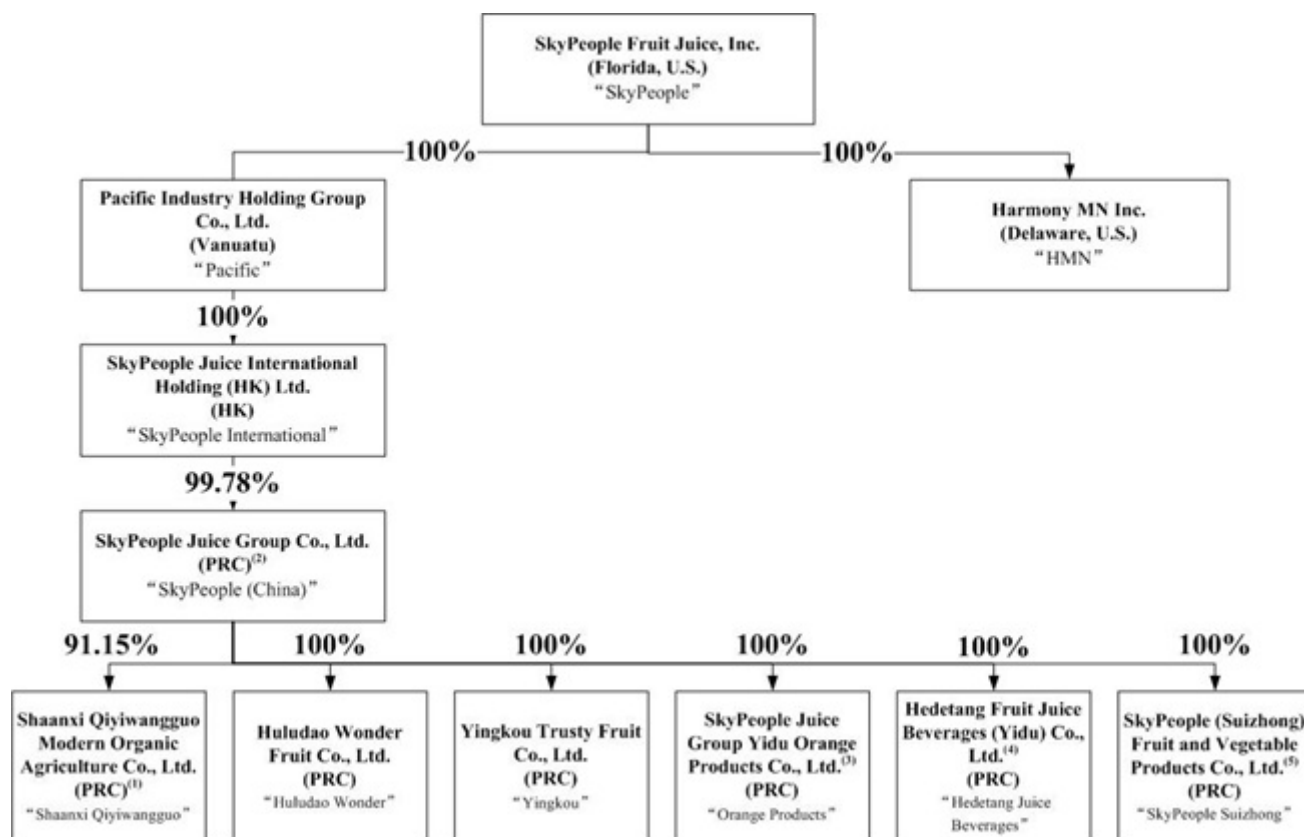 SkyPeople Fruit Juice, Inc.
(Florida, U.S.)
“SkyPeople”
100%
100%
Pacific Industry Holding Group
Co., Ltd.
(Vanuatu)
“Pacific”
Harmony MN Inc.
(Delaware, U.S.)
“HMN”
100%
SkyPeople Juice International
Holding (HK) Ltd.
(HK)
“SkyPeople International”
99.78%
SkyPeople Juice Group Co., Ltd.
(PRC)(2)
“SkyPeople (China)”
91.15%
100%
100%
100%
100%
100%
Shaanxi Qiyiwangguo
Modern Organic
Agriculture Co., Ltd.
(PRC)(1)
“Shaanxi Qiyiwangguo”
Huludao Wonder
Fruit Co., Ltd.
(PRC)
“Huludao Wonder”
Yingkou Trusty Fruit
Co., Ltd.
(PRC)
“Yingkou”
SkyPeople Juice
Group Yidu Orange
Products Co., Ltd.(3)
(PRC)
“Orange Products”
Hedetang Fruit Juice
Beverages (Yidu) Co.,
Ltd.(4)
(PRC)
“Hedetang Juice
Beverages”
SkyPeople (Suizhong)
Fruit and Vegetable
Products Co., Ltd.(5)
(PRC)
“SkyPeople Suizhong”